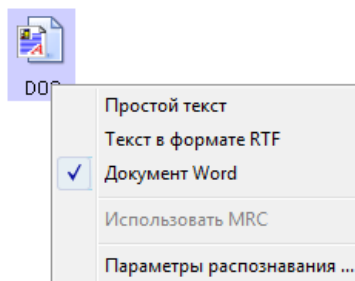 DOC
Простой текст
Текст в формате RTF
Документ Word
Использовать MRC
Параметры распознавания ...